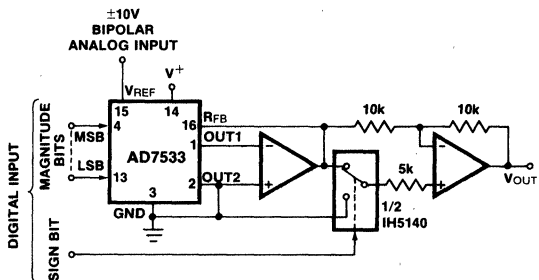 ±10V
BIPOLAR
ANALOG INPUT
V+
VREF
15
14
RFB
16
10k
10k
DIGITAL INPUT
MAGNITUDE
BITS
MSB
4
OUT1
1
−
−
AD7533
5k
LSB
13
OUT2
2
+
+
VOUT
3
GND
1/2
IH5140
SIGN BIT